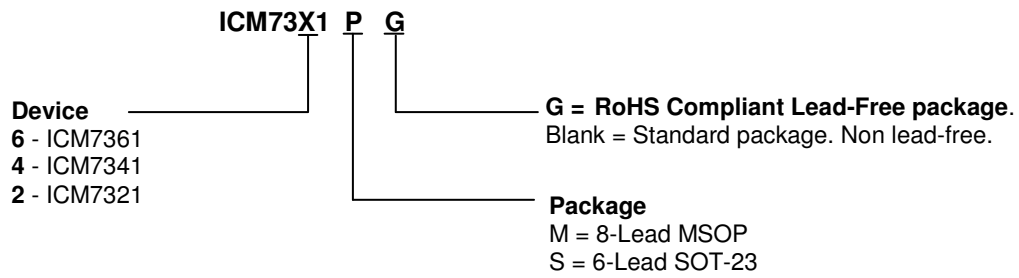 ICM73X1 P G
Device
6 - ICM7361
4 - ICM7341
2 - ICM7321
G = RoHS Compliant Lead-Free package.
Blank = Standard package. Non lead-free.
Package
M = 8-Lead MSOP
S = 6-Lead SOT-23